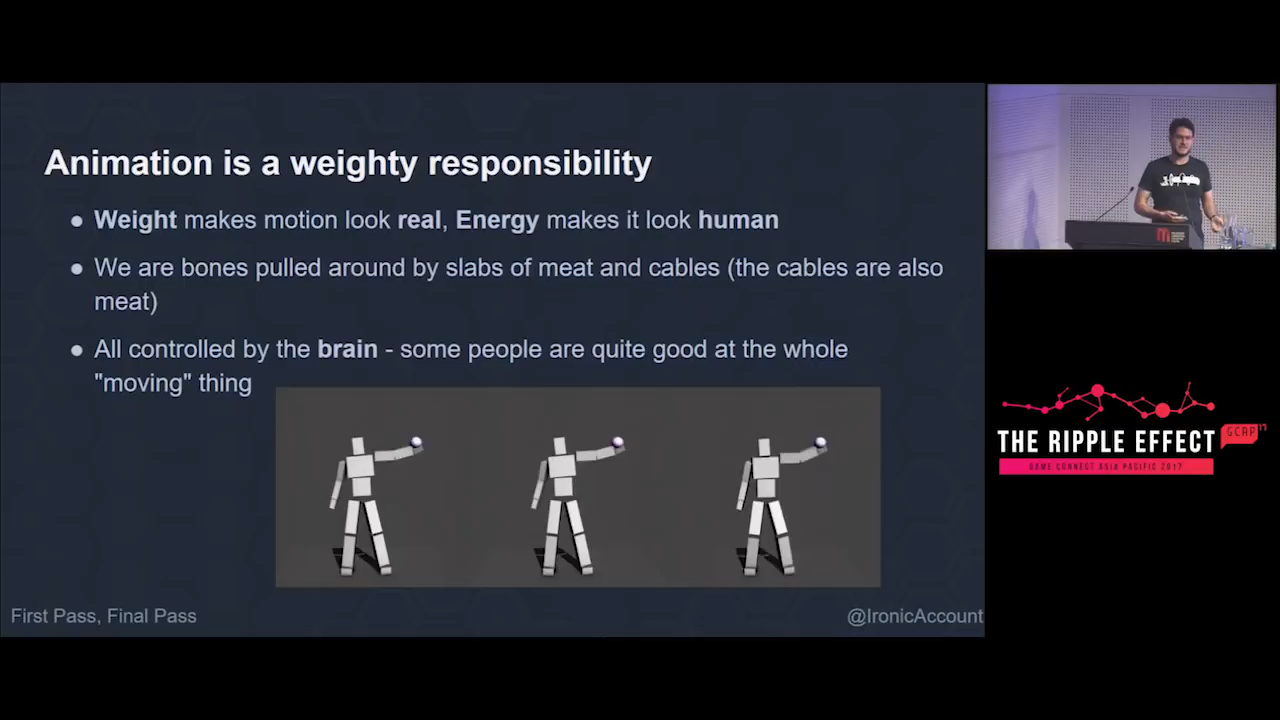 Animation is a weighty responsibility
● Weight makes motion look real, Energy makes it look human
● We are bones pulled around by slabs of meat and cables (the cables are also
meat)
● All controlled by the brain - some people are quite good at the whole
"moving" thing
First Pass, Final Pass
@IronicAccount
THE RIPPLE EFFECT
GCAP17
GAME CONNECT ASIA PACIFIC 2017